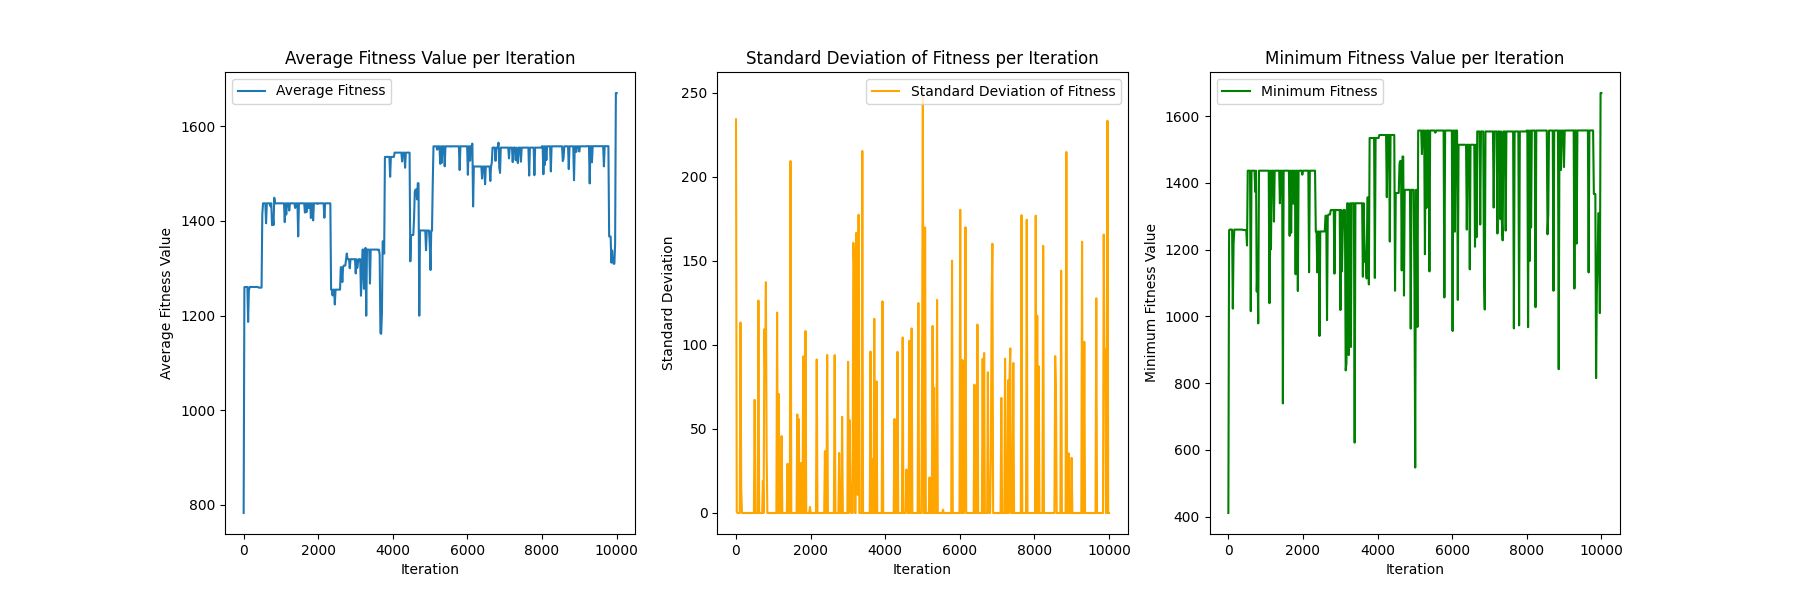 Average Fitness Value per Iteration
Average Fitness
Average Fitness Value
1600
1400
1200
1000
800
0 2000 4000 6000 8000 10000
Iteration
Standard Deviation of Fitness per Iteration
Standard Deviation of Fitness
Standard Deviation
250
200
150
100
50
0
0 2000 4000 6000 8000 10000
Iteration
Minimum Fitness Value per Iteration
Minimum Fitness
Minimum Fitness Value
1600
1400
1200
1000
800
600
400
0 2000 4000 6000 8000 10000
Iteration